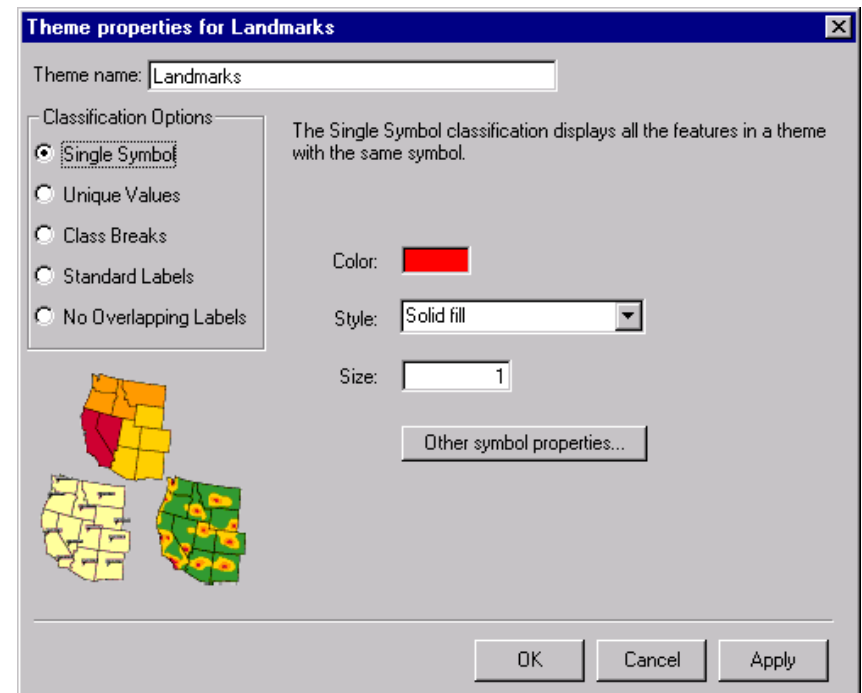 Theme properties for Landmarks
Theme name: Landmarks
Classification Options
Single Symbol
Unique Values
Class Breaks
Standard Labels
No Overlapping Labels
The Single Symbol classification displays all the features in a theme
with the same symbol.
Color:
Style: Solid fill
Size: 1
Other symbol properties...
OK Cancel Apply